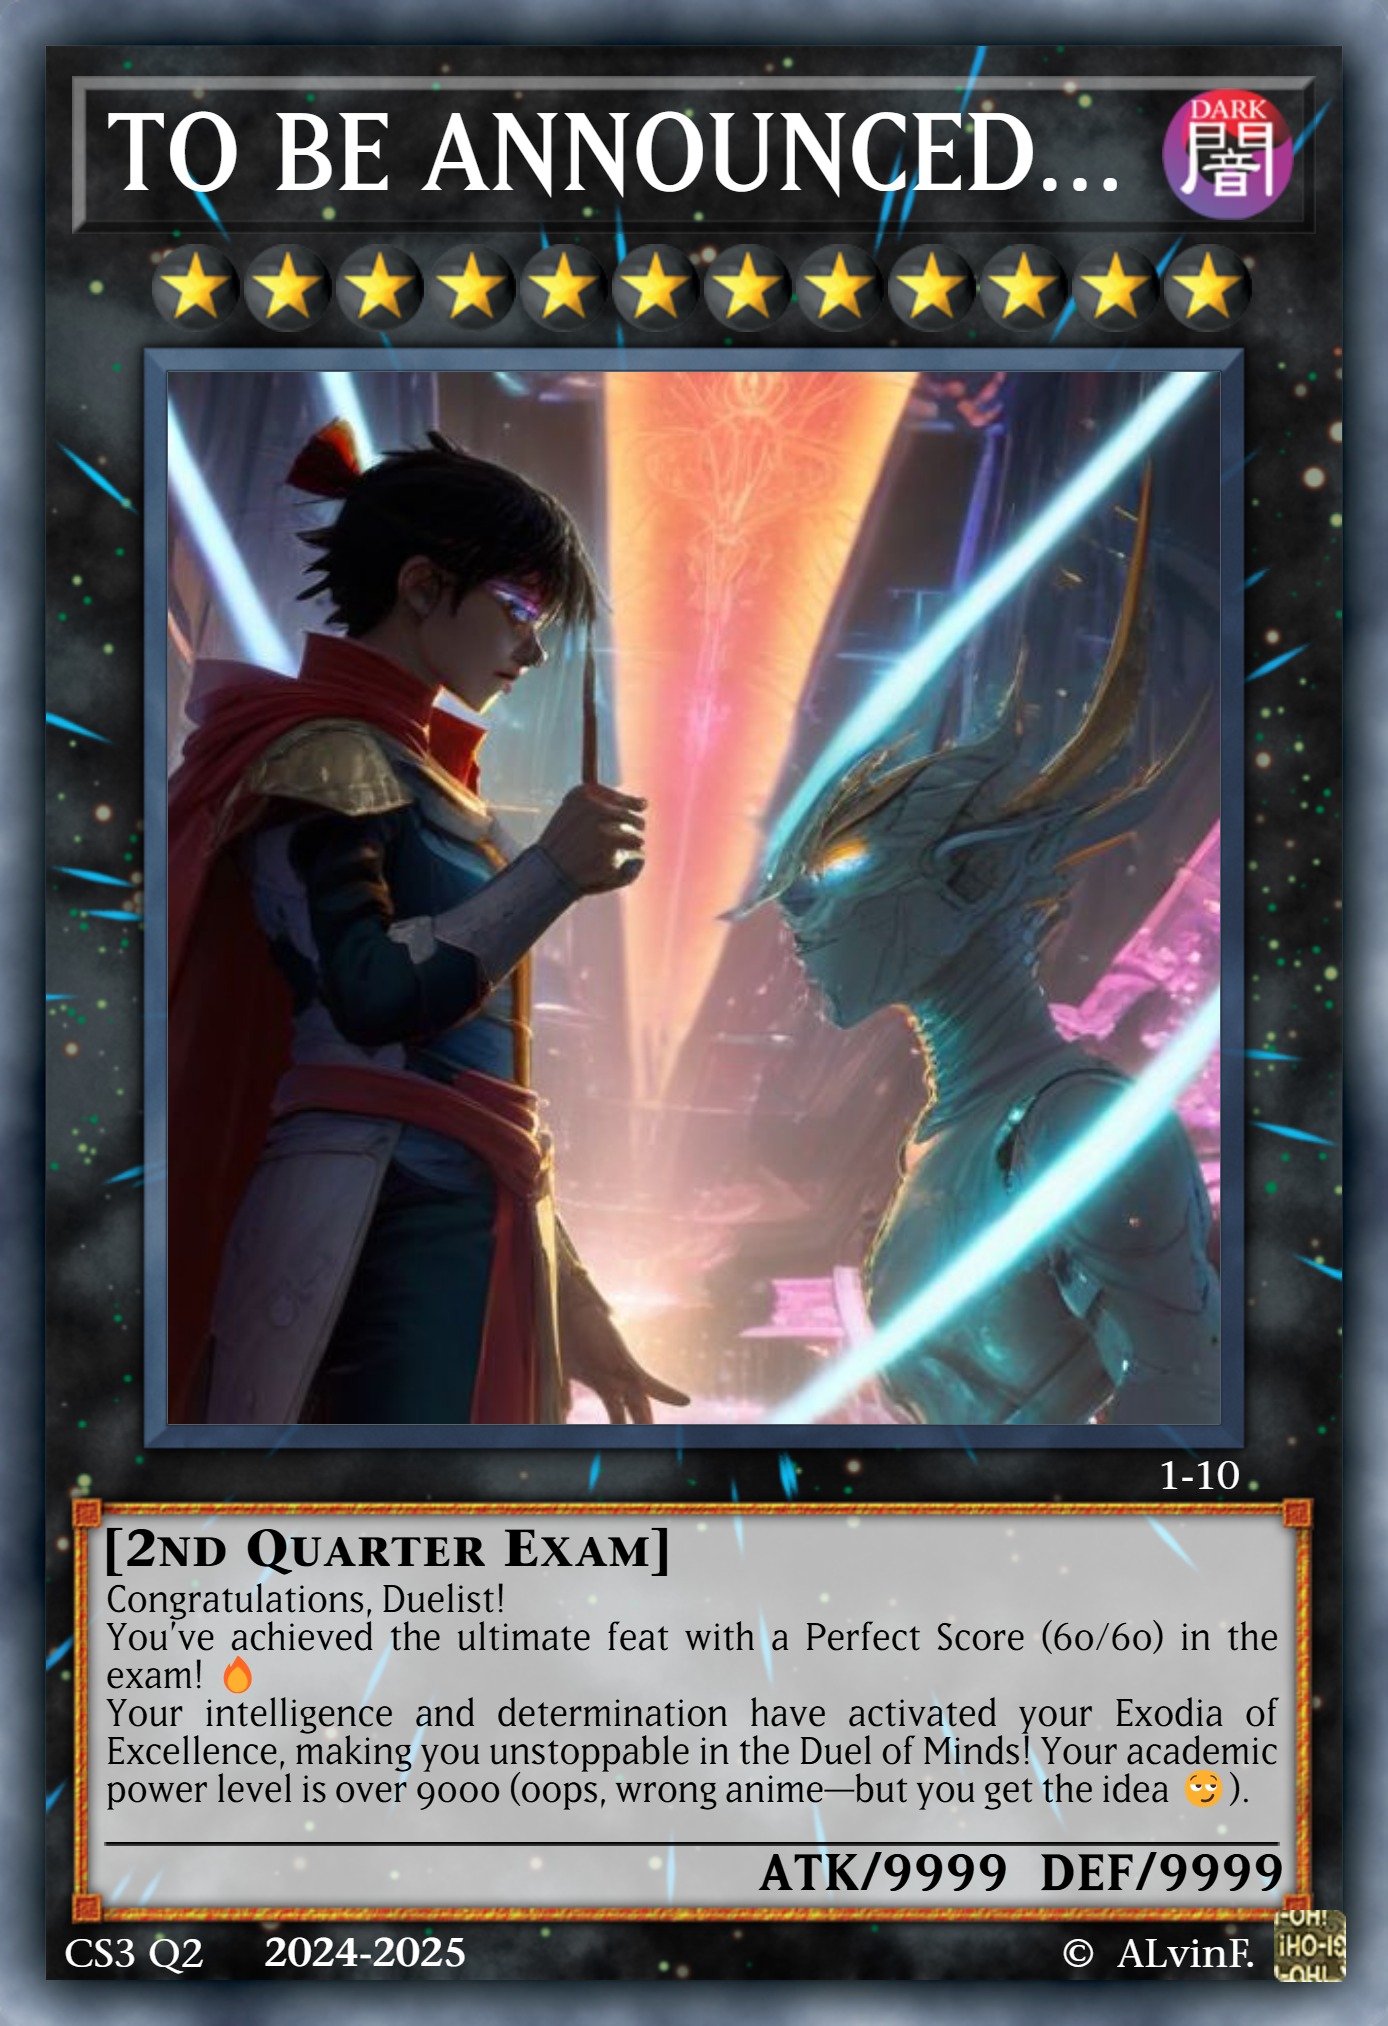 TO BE ANNOUNCED...
DARK
闇
1-10
[2ND QUARTER EXAM]
Congratulations, Duelist!
You've achieved the ultimate feat with a Perfect Score (60/60) in the
exam! 🔥
Your intelligence and determination have activated your Exodia of
Excellence, making you unstoppable in the Duel of Minds! Your academic
power level is over 9000 (oops, wrong anime—but you get the idea 😏).
ATK/9999 DEF/9999
CS3 Q2 2024-2025 © ALvinF.
-OH!